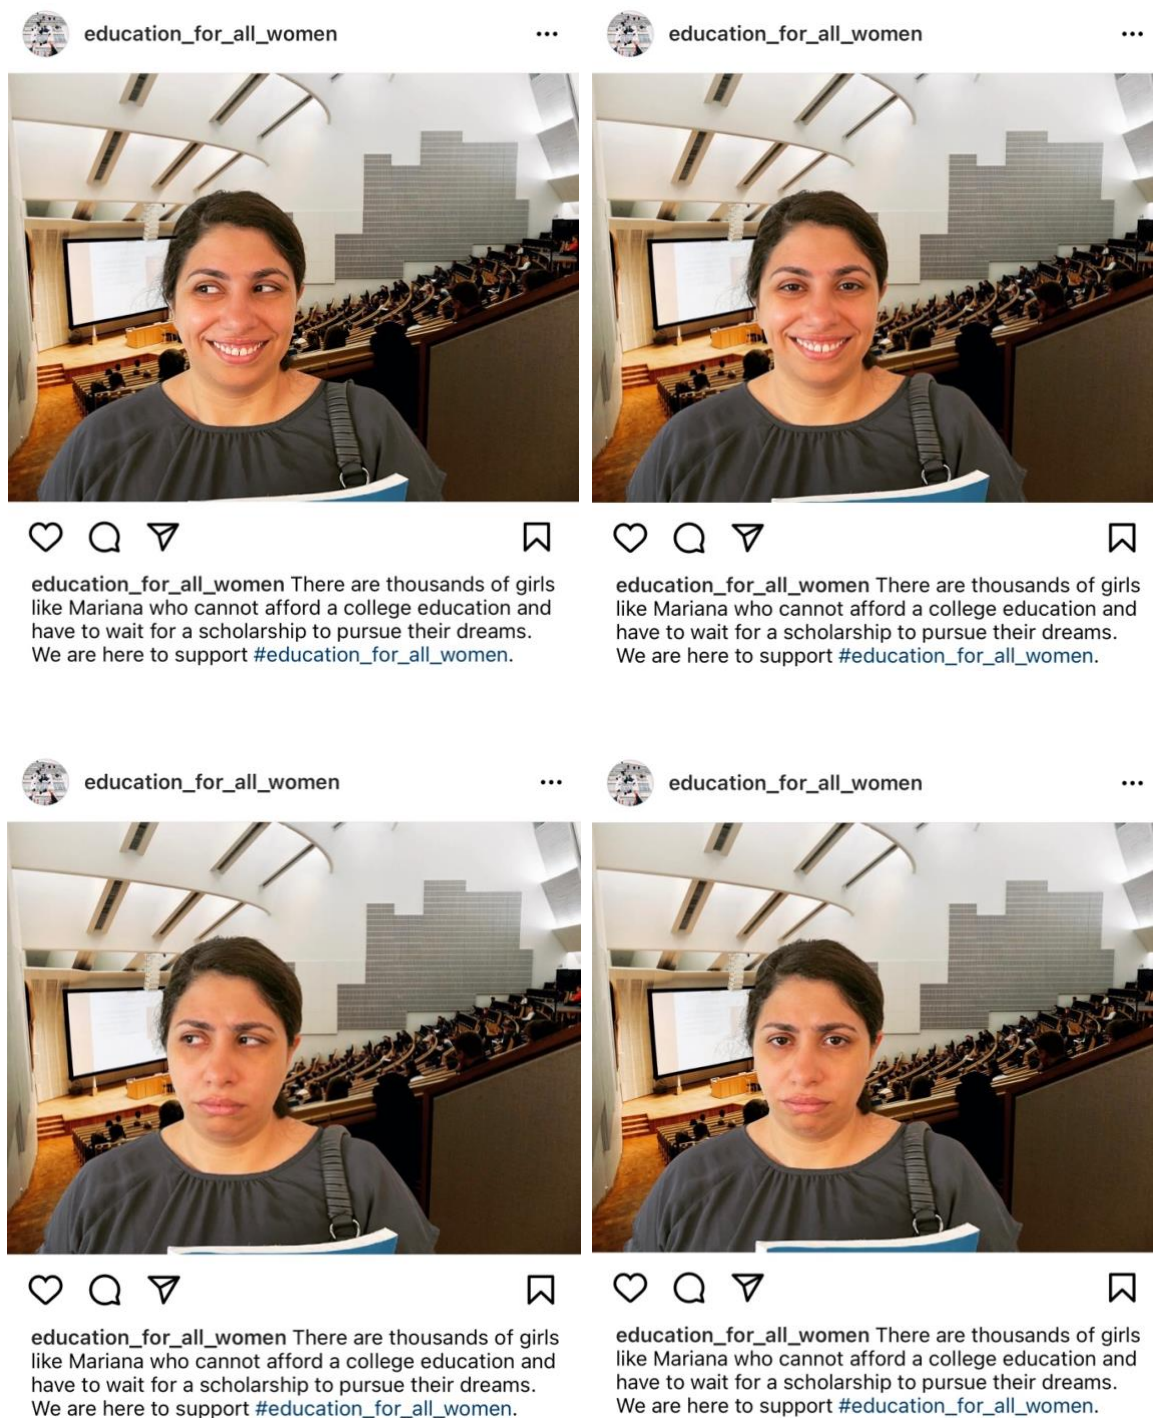 education_for_all_women
education_for_all_women There are thousands of girls
like Mariana who cannot afford a college education and
have to wait for a scholarship to pursue their dreams.
We are here to support #education_for_all_women.
education_for_all_women
education_for_all_women There are thousands of girls
like Mariana who cannot afford a college education and
have to wait for a scholarship to pursue their dreams.
We are here to support #education_for_all_women.
education_for_all_women
education_for_all_women There are thousands of girls
like Mariana who cannot afford a college education and
have to wait for a scholarship to pursue their dreams.
We are here to support #education_for_all_women.
education_for_all_women
education_for_all_women There are thousands of girls
like Mariana who cannot afford a college education and
have to wait for a scholarship to pursue their dreams.
We are here to support #education_for_all_women.